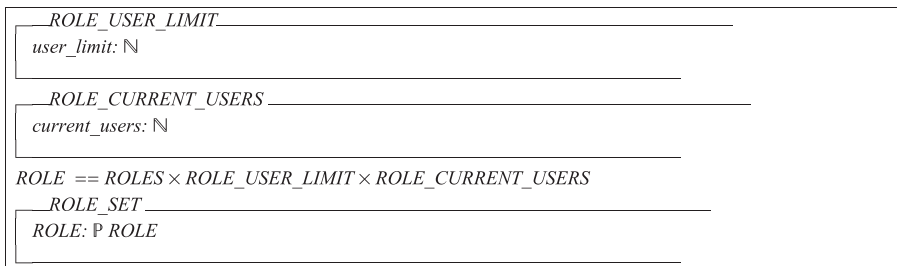 ROLE_USER_LIMIT
user_limit: ℕ
ROLE_CURRENT_USERS
current_users: ℕ
ROLE == ROLES × ROLE_USER_LIMIT × ROLE_CURRENT_USERS
ROLE_SET
ROLE: ℙ ROLE